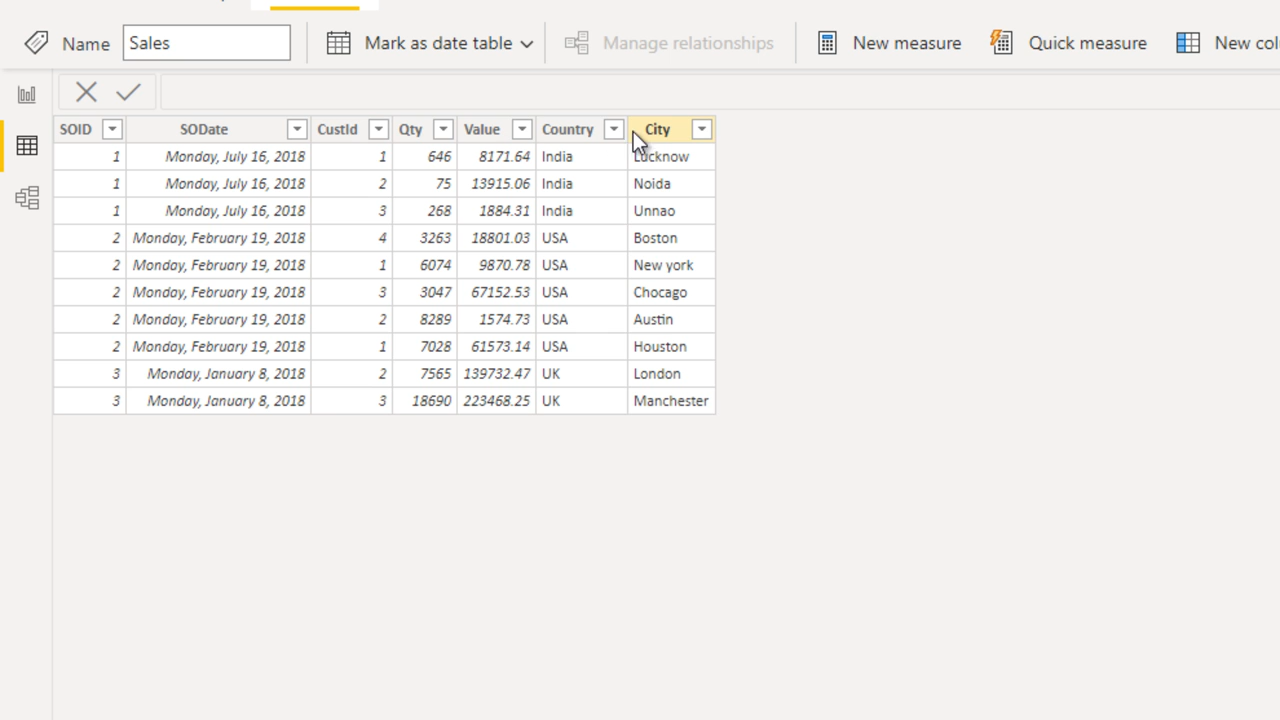 Name Sales Mark as date table Manage relationships New measure Quick measure New
SOID SODate CustId Qty Value Country City
1 Monday, July 16, 2018 1 646 8171.64 India Lucknow
1 Monday, July 16, 2018 2 75 13915.06 India Noida
1 Monday, July 16, 2018 3 268 1884.31 India Unnao
2 Monday, February 19, 2018 4 3263 18801.03 USA Boston
2 Monday, February 19, 2018 1 6074 9870.78 USA New york
2 Monday, February 19, 2018 3 3047 67152.53 USA Chocago
2 Monday, February 19, 2018 2 8289 1574.73 USA Austin
2 Monday, February 19, 2018 1 7028 61573.14 USA Houston
3 Monday, January 8, 2018 2 7565 139732.47 UK London
3 Monday, January 8, 2018 3 18690 223468.25 UK Manchester